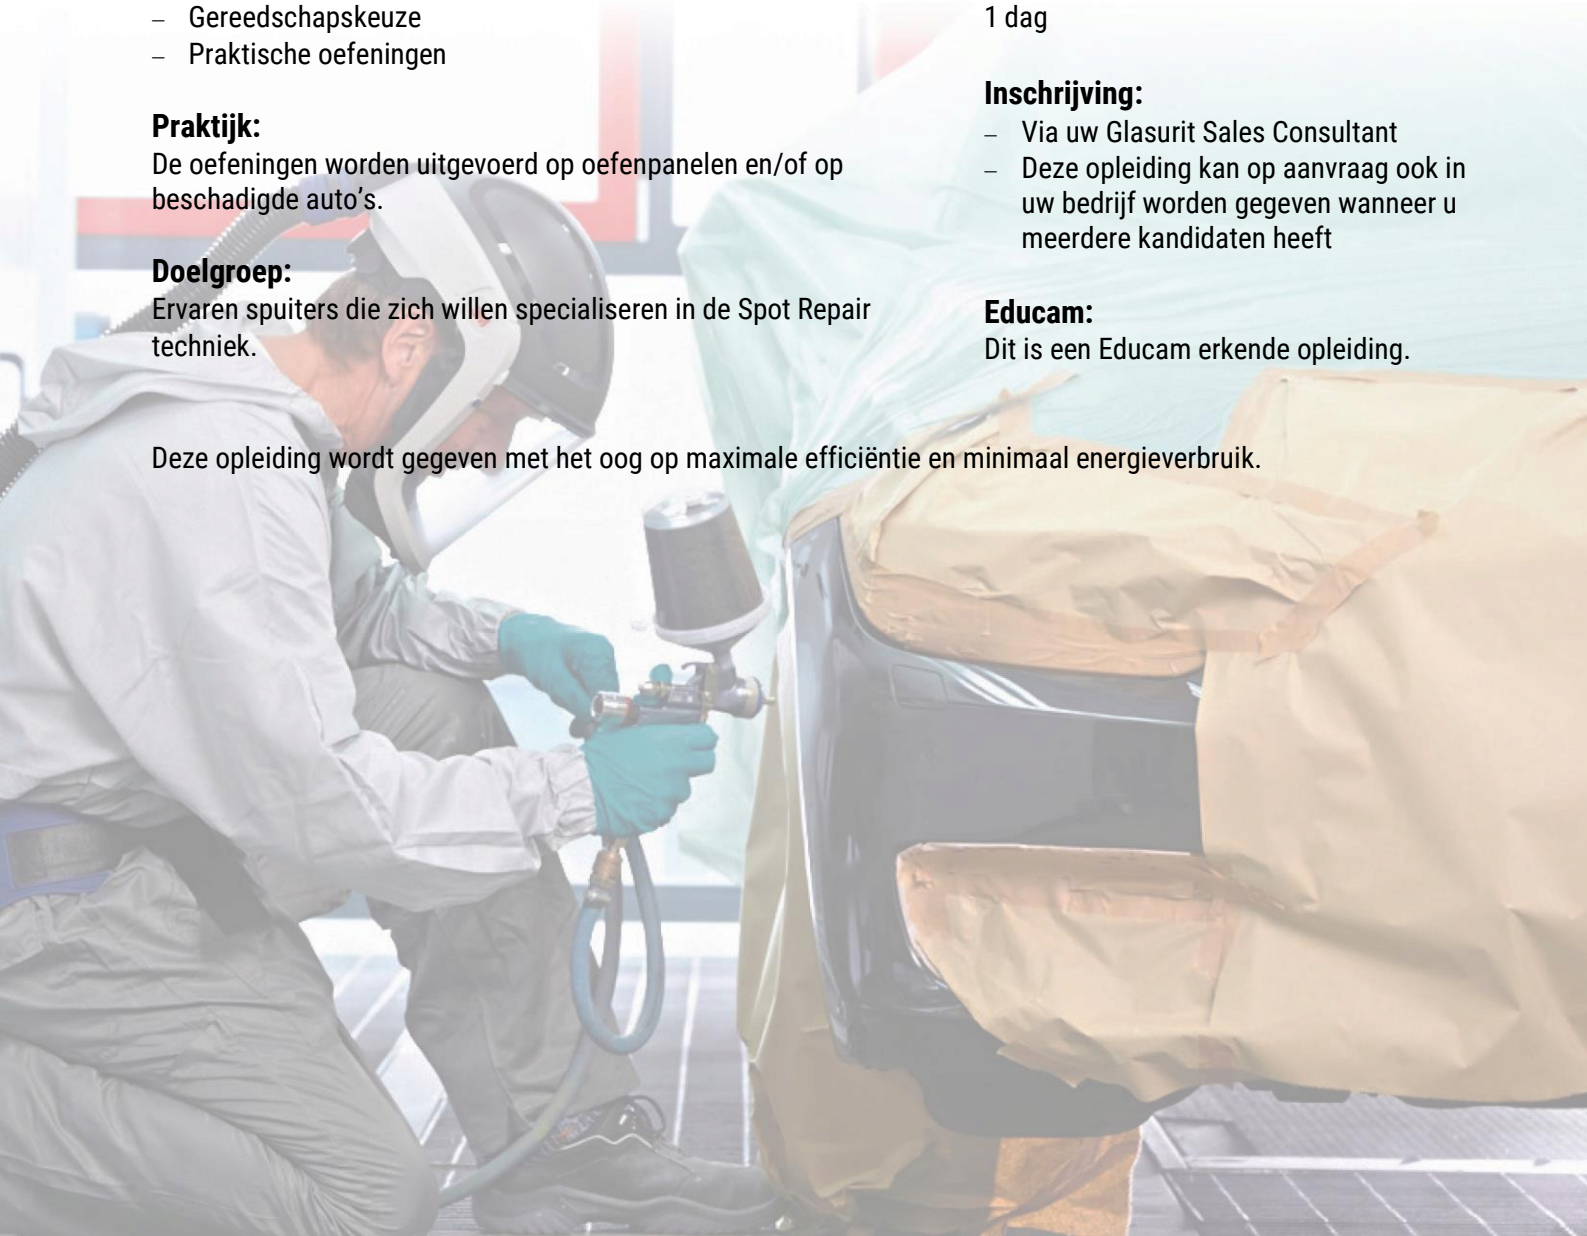 – Gereedschapskeuze
– Praktische oefeningen
Praktijk:
De oefeningen worden uitgevoerd op oefenpanelen en/of op
beschadigde auto's.
Doelgroep:
Ervaren spuiters die zich willen specialiseren in de Spot Repair
techniek.
1 dag
Inschrijving:
– Via uw Glasurit Sales Consultant
– Deze opleiding kan op aanvraag ook in
uw bedrijf worden gegeven wanneer u
meerdere kandidaten heeft
Educam:
Dit is een Educam erkende opleiding.
Deze opleiding wordt gegeven met het oog op maximale efficiëntie en minimaal energieverbruik.